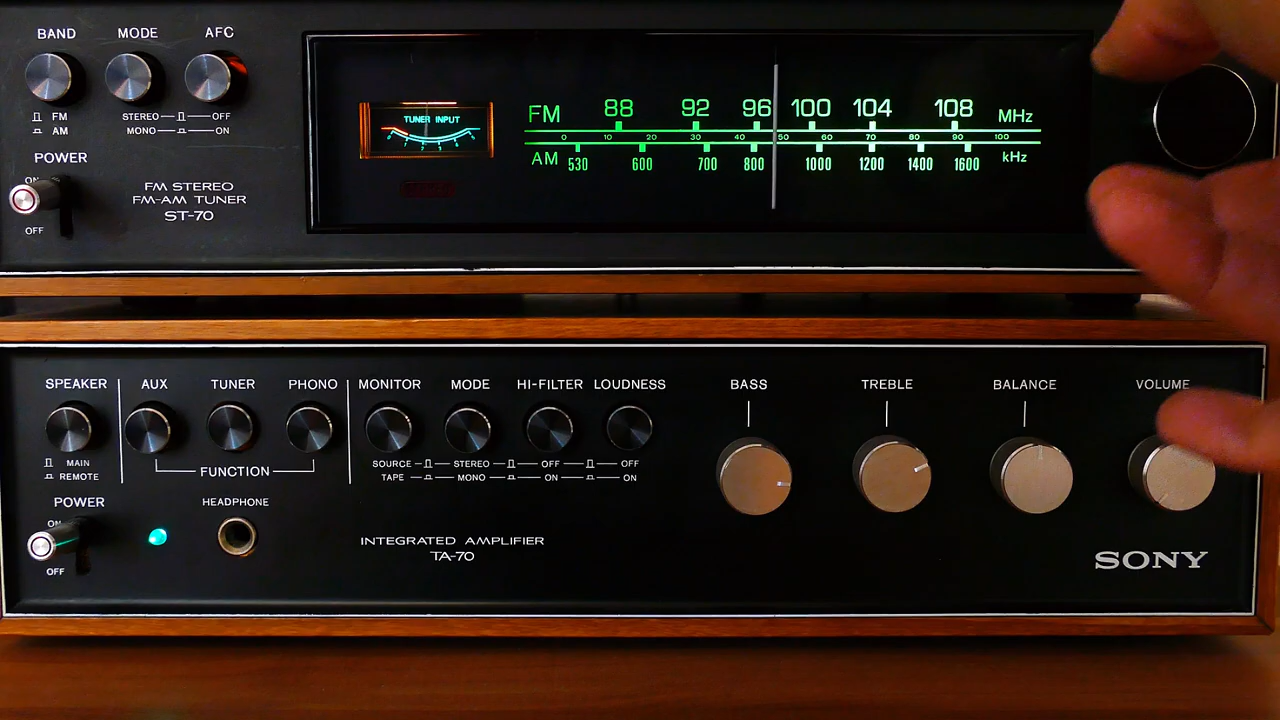 BAND MODE AFC
FM STEREO OFF
AM MONO ON
POWER
ON
OFF
FM STEREO
FM-AM TUNER
ST-70
TUNER INPUT
FM 88 92 96 100 104 108 MHz
0 10 20 30 40 50 60 70 80 90 100
AM 530 600 700 800 1000 1200 1400 1600 kHz
SPEAKER AUX TUNER PHONO MONITOR MODE HI-FILTER LOUDNESS BASS TREBLE BALANCE VOLUME
MAIN SOURCE STEREO OFF OFF
REMOTE FUNCTION TAPE MONO ON ON
POWER HEADPHONE
ON
OFF
INTEGRATED AMPLIFIER
TA-70
SONY